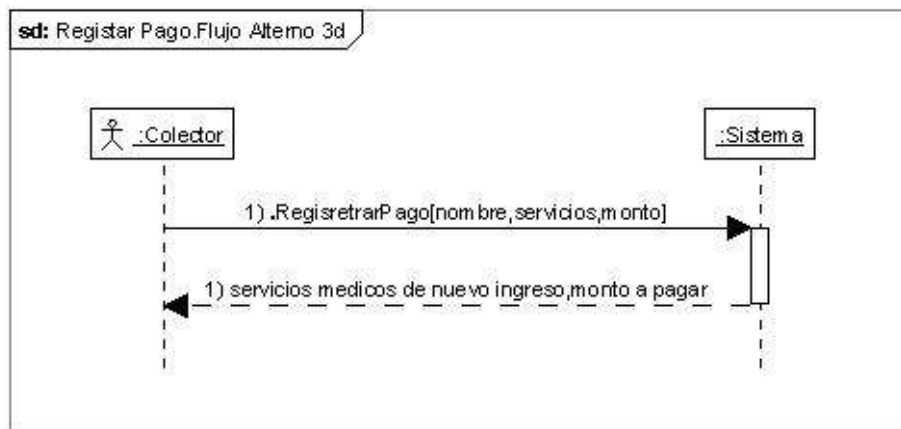 sd: Registar Pago.Flujo Alterno 3d
:Colector
:Sistema
1) .RegisretrarPago[nombre,servicios,monto]
1) servicios medicos de nuevo ingreso,monto a pagar